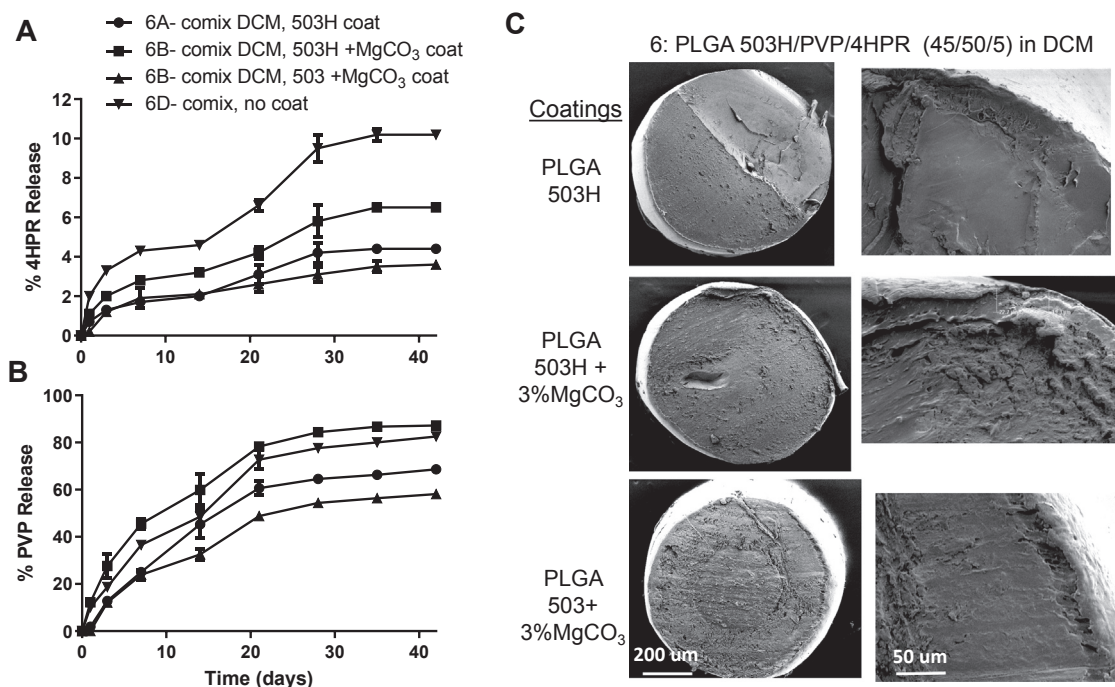 A
6A- comix DCM, 503H coat
6B- comix DCM, 503H +MgCO₃ coat
6B- comix DCM, 503 +MgCO₃ coat
6D- comix, no coat
% 4HPR Release
12
10
8
6
4
2
0
0 10 20 30 40
B
% PVP Release
100
80
60
40
20
0
0 10 20 30 40
Time (days)
C
6: PLGA 503H/PVP/4HPR (45/50/5) in DCM
Coatings
PLGA
503H
PLGA
503H +
3%MgCO₃
PLGA
503+
3%MgCO₃
200 um
50 um